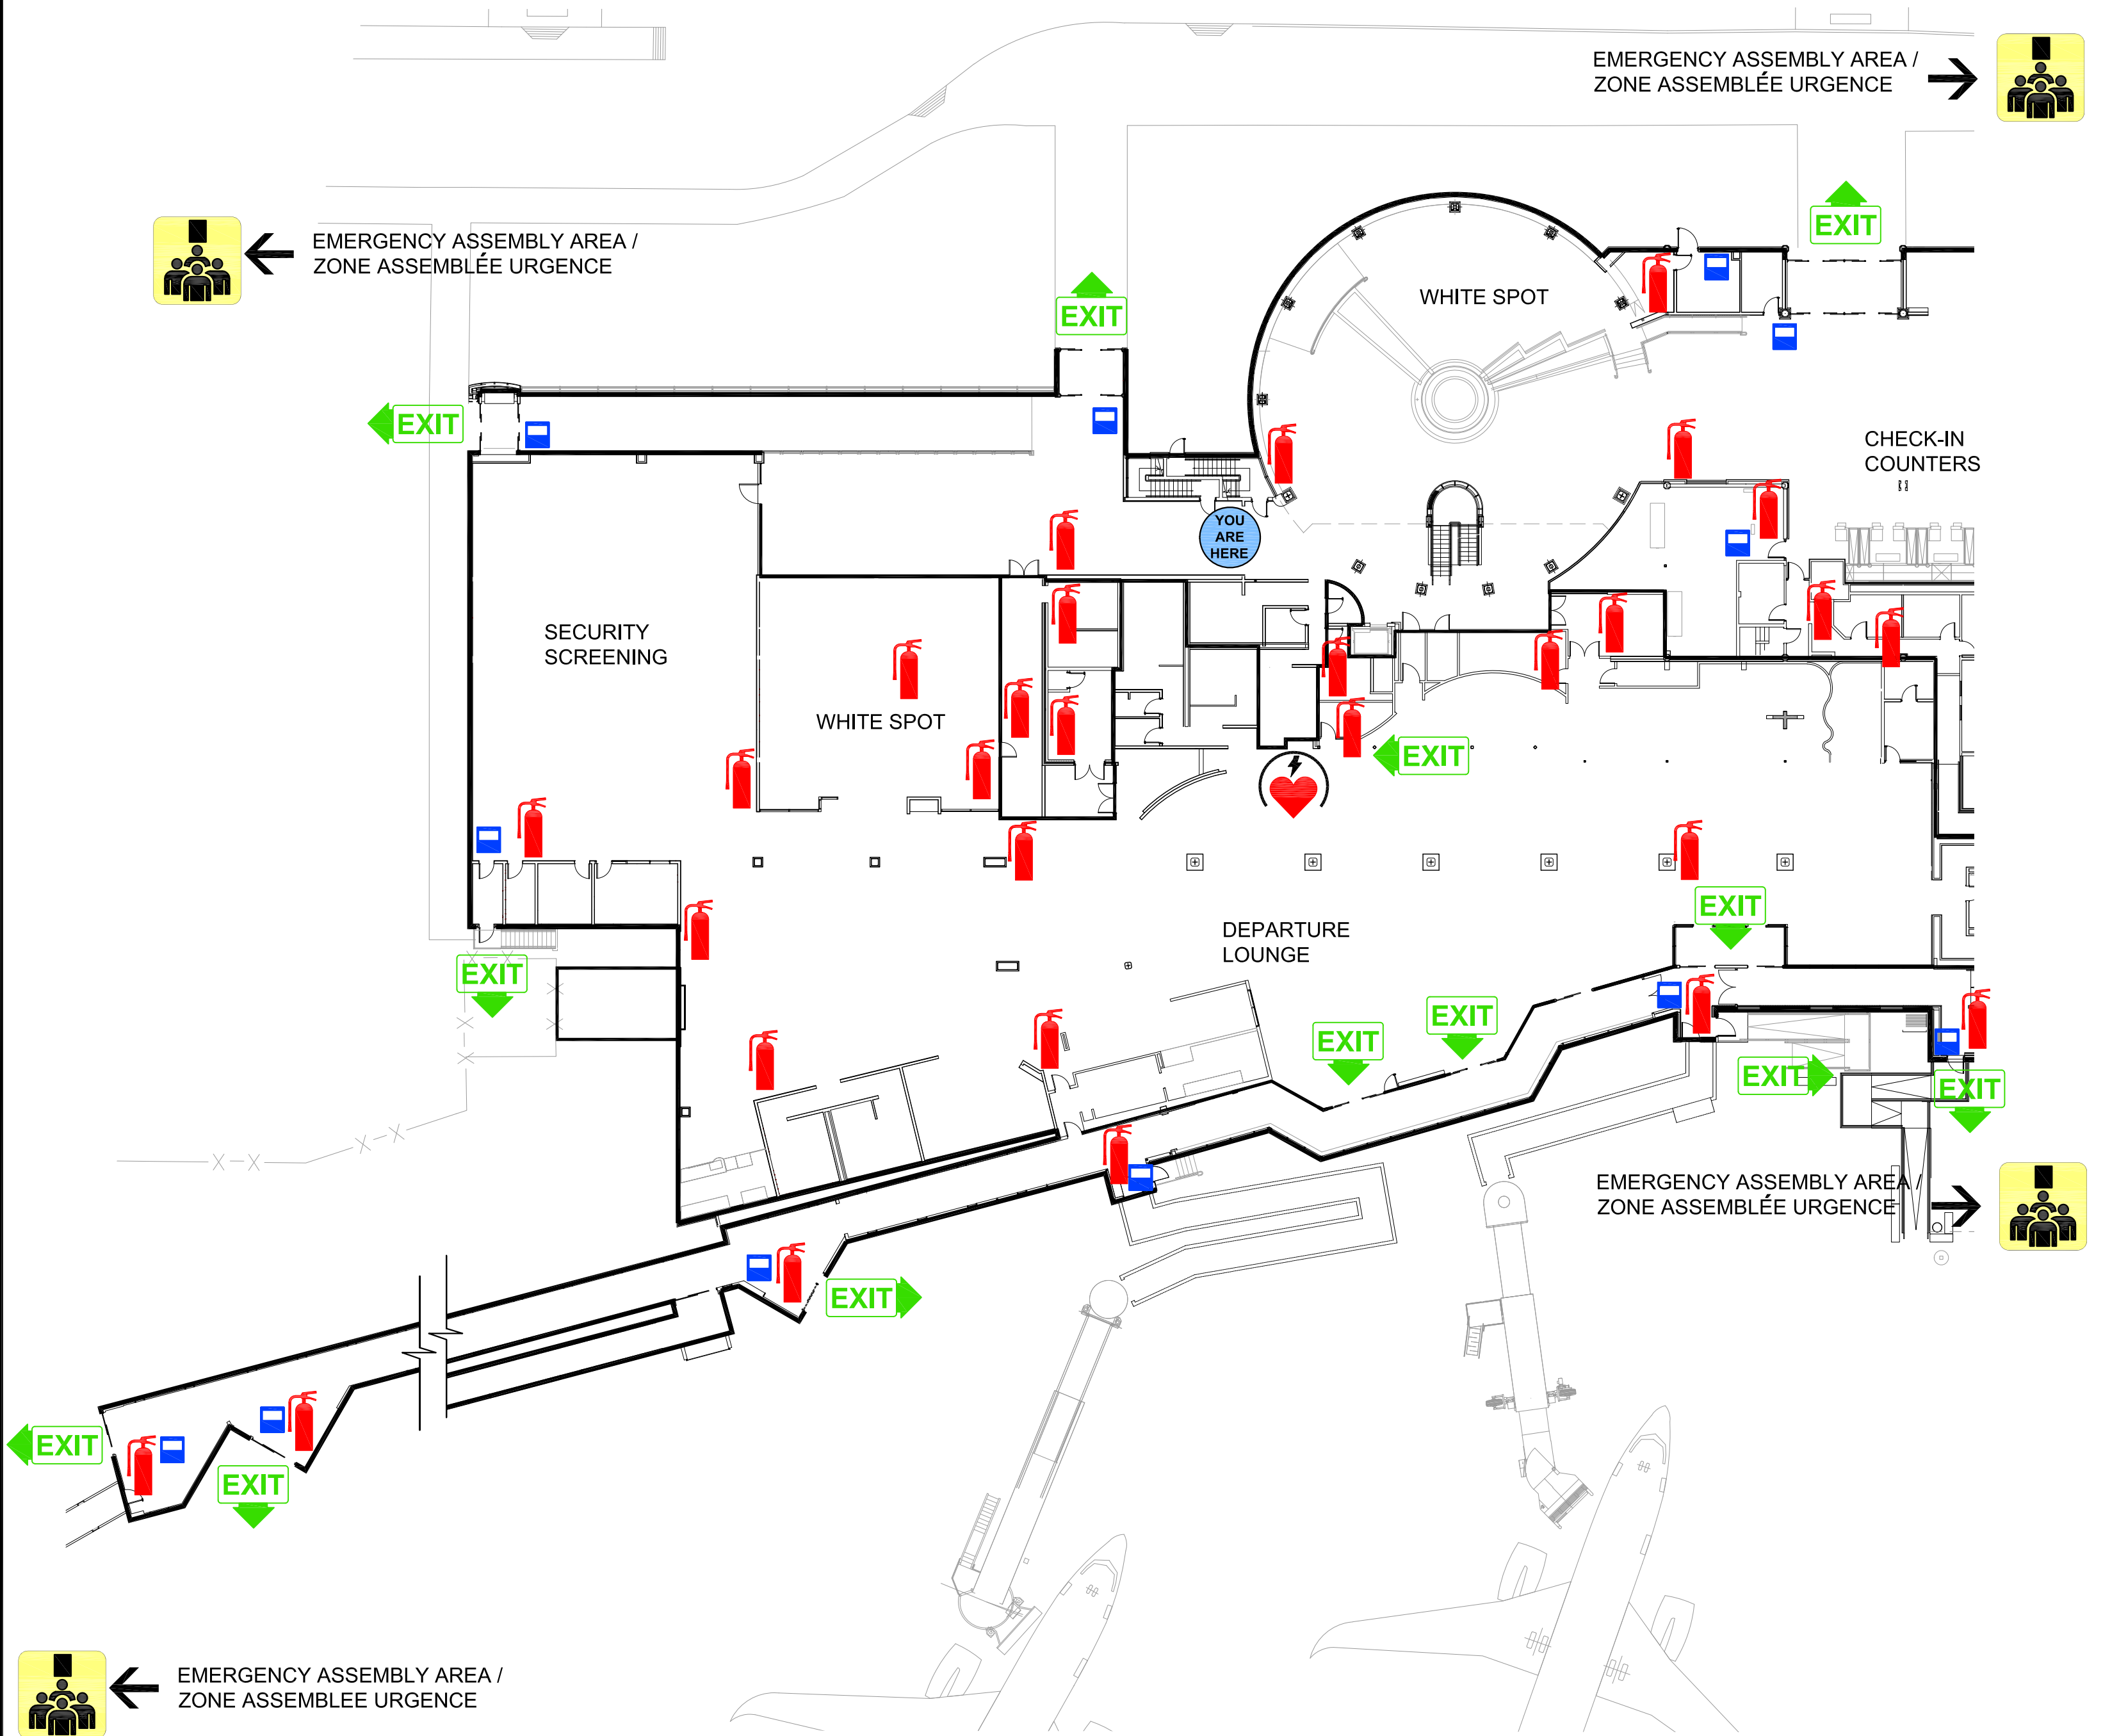 EMERGENCY ASSEMBLY AREA /
ZONE ASSEMBLÉE URGENCE
EMERGENCY ASSEMBLY AREA /
ZONE ASSEMBLÉE URGENCE
EXIT
EXIT
WHITE SPOT
EXIT
CHECK-IN
COUNTERS
YOU
ARE
HERE
SECURITY
SCREENING
WHITE SPOT
EXIT
EXIT
DEPARTURE
LOUNGE
EXIT
EXIT
EXIT
EXIT
EXIT
EMERGENCY ASSEMBLY AREA /
ZONE ASSEMBLÉE URGENCE
EXIT
EXIT
EXIT
EMERGENCY ASSEMBLY AREA /
ZONE ASSEMBLEE URGENCE